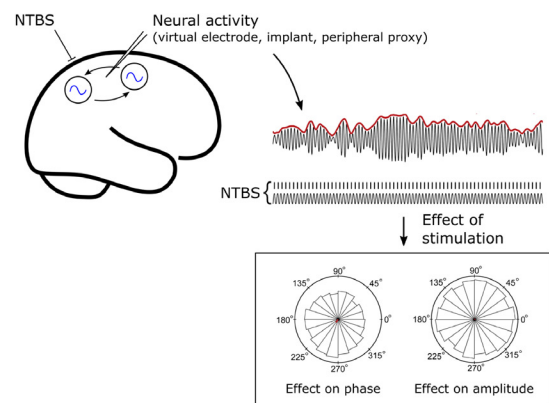 NTBS
Neural activity
(virtual electrode, implant, peripheral proxy)
NTBS
Effect of
stimulation
90°
135° 45°
180° 0°
225° 315°
270°
Effect on phase
90°
135° 45°
180° 0°
225° 315°
270°
Effect on amplitude